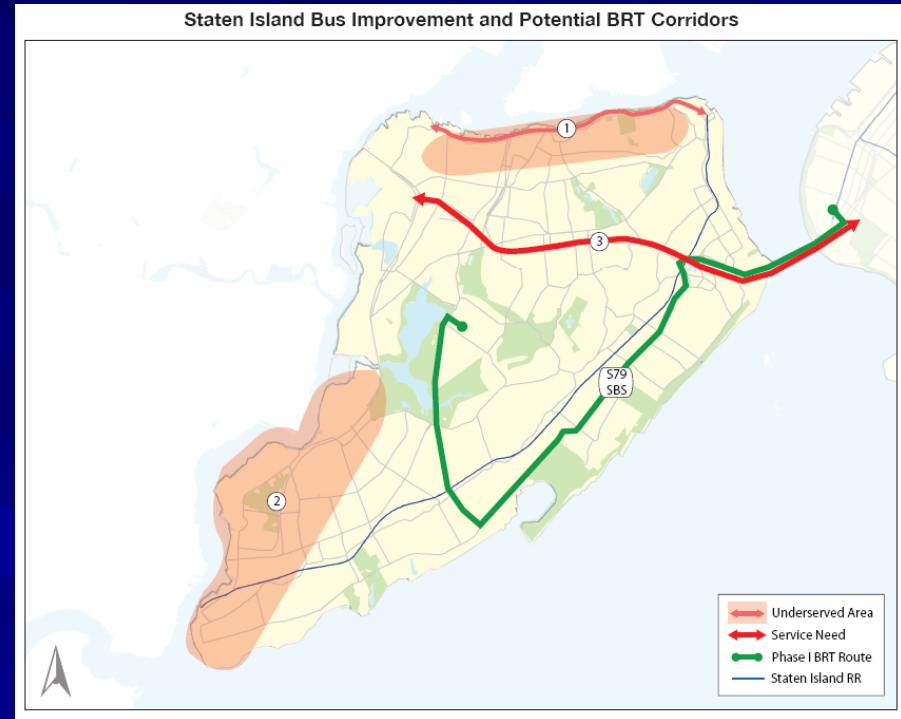 Staten Island Bus Improvement and Potential BRT Corridors
1
3
S79
SBS
2
Underserved Area
Service Need
Phase I BRT Route
Staten Island RR